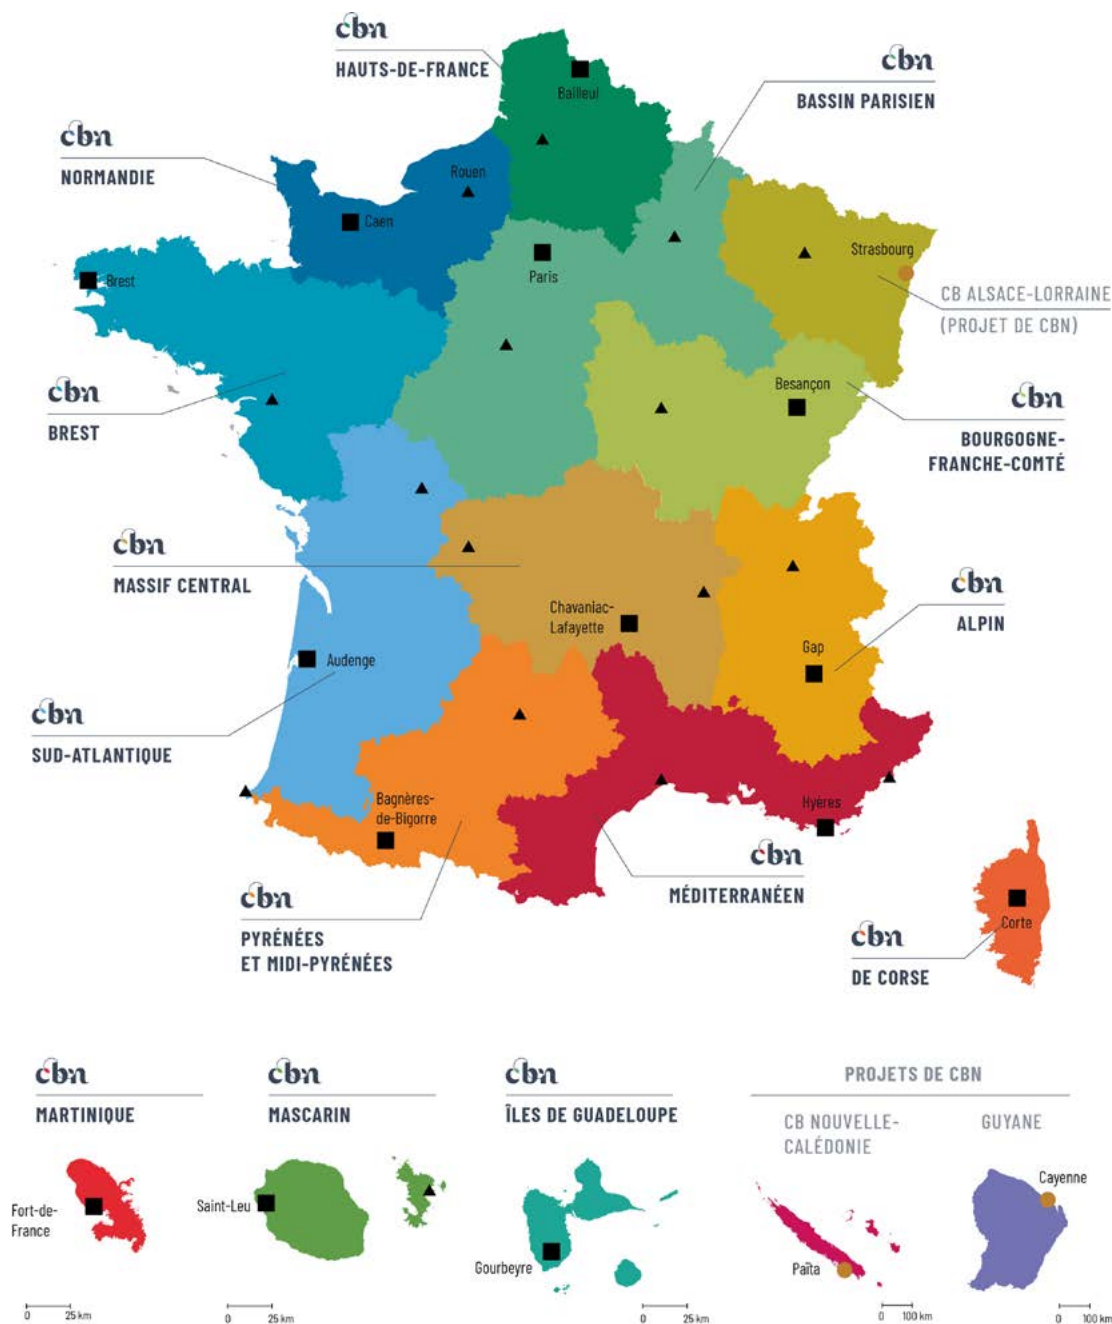 cbn
HAUTS-DE-FRANCE
cbn
BASSIN PARISIEN
Bailleul
cbn
NORMANDIE
Rouen
Caen
Strasbourg
Paris
Brest
CB ALSACE-LORRAINE
(PROJET DE CBN)
cbn
BREST
Besançon
cbn
BOURGOGNE-
FRANCHE-COMTÉ
cbn
MASSIF CENTRAL
Chavaniac-
Lafayette
cbn
ALPIN
Gap
Audenge
cbn
SUD-ATLANTIQUE
Bagnères-
de-Bigorre
Hyères
cbn
MÉDITERRANÉEN
cbn
PYRÉNÉES
ET MIDI-PYRÉNÉES
Corte
cbn
DE CORSE
cbn
MARTINIQUE
Fort-de-
France
0 25 km
cbn
MASCARIN
Saint-Leu
0 25 km
cbn
ÎLES DE GUADELOUPE
Gourbeyre
0 25 km
PROJETS DE CBN
CB NOUVELLE-
CALÉDONIE
Païta
0 100 km
GUYANE
Cayenne
0 100 km